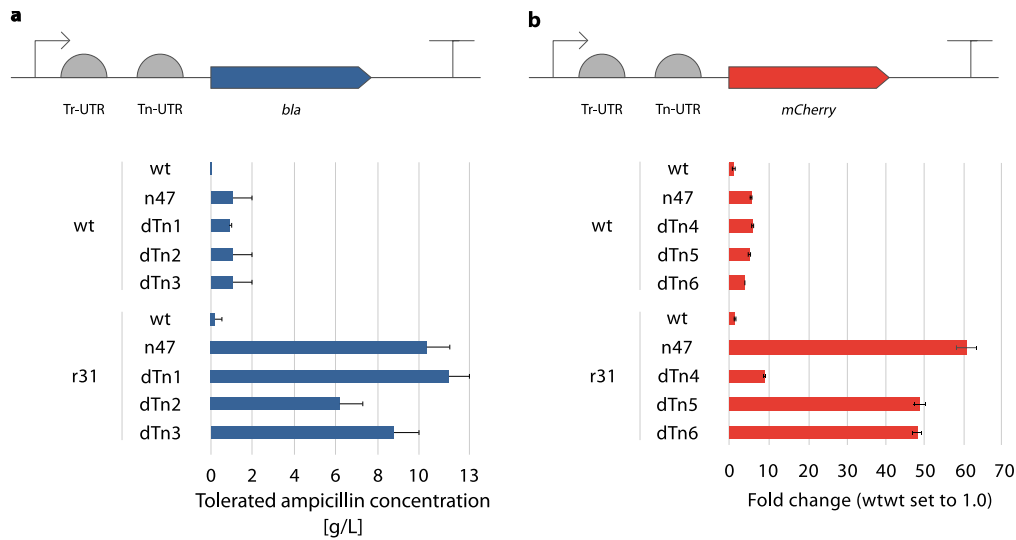 a
Tr-UTR Tn-UTR bla
wt
n47
wt dTn1
dTn2
dTn3
wt
n47
r31 dTn1
dTn2
dTn3
0 2 4 6 8 10 13
Tolerated ampicillin concentration
[g/L]
b
Tr-UTR Tn-UTR mCherry
wt
n47
wt dTn4
dTn5
dTn6
wt
n47
r31 dTn4
dTn5
dTn6
0 10 20 30 40 50 60 70
Fold change (wtwt set to 1.0)